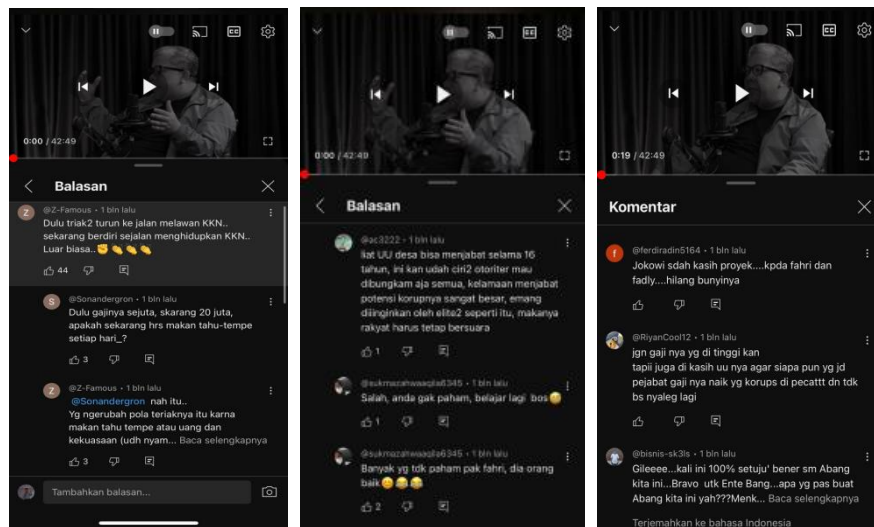 0:00 / 42:49
Balasan
@Z-Famous • 1 bln lalu
Dulu triak2 turun ke jalan melawan KKN..
sekarang berdiri sejalan menghidupkan KKN..
Luar biasa..✊👏👏👏
44
@Sonandergron • 1 bln lalu
Dulu gajinya sejuta, skarang 20 juta,
apakah sekarang hrs makan tahu-tempe
setiap hari_?
3
@Z-Famous • 1 bln lalu
@Sonandergron nah itu..
Yg ngerubah pola teriaknya itu karna
makan tahu tempe atau uang dan
kekuasaan (udh nyam... Baca selengkapnya
3
Tambahkan balasan...
0:00 / 42:49
Balasan
@ac3222 • 1 bln lalu
liat UU desa bisa menjabat selama 16
tahun, ini kan udah ciri2 otoriter mau
dibungkam aja semua, kelamaan menjabat
potensi korupnya sangat besar, emang
diinginkan oleh elite2 seperti itu, makanya
rakyat harus tetap bersuara
1
• 1 bln lalu
Salah, anda gak paham, belajar lagi bos
1
• 1 bln lalu
Banyak yg tdk paham pak fahri, dia orang
baik
2
0:19 / 42:49
Komentar
@ferdiradin5164 • 1 bln lalu
Jokowi sdah kasih proyek....kpda fahri dan
fadly....hilang bunyinya
@RiyanCool12 • 1 bln lalu
jgn gaji nya yg di tinggi kan
tapii juga di kasih uu nya agar siapa pun yg jd
pejabat gaji nya naik yg korups di pecattt dn tdk
bs nyaleg lagi
@bisnis-sk3ls • 1 bln lalu
Gileeee...kali ini 100% setuju' bener sm Abang
kita ini...Bravo utk Ente Bang...apa yg pas buat
Abang kita ini yah???Menk... Baca selengkapnya
Terjemahkan ke bahasa Indonesia